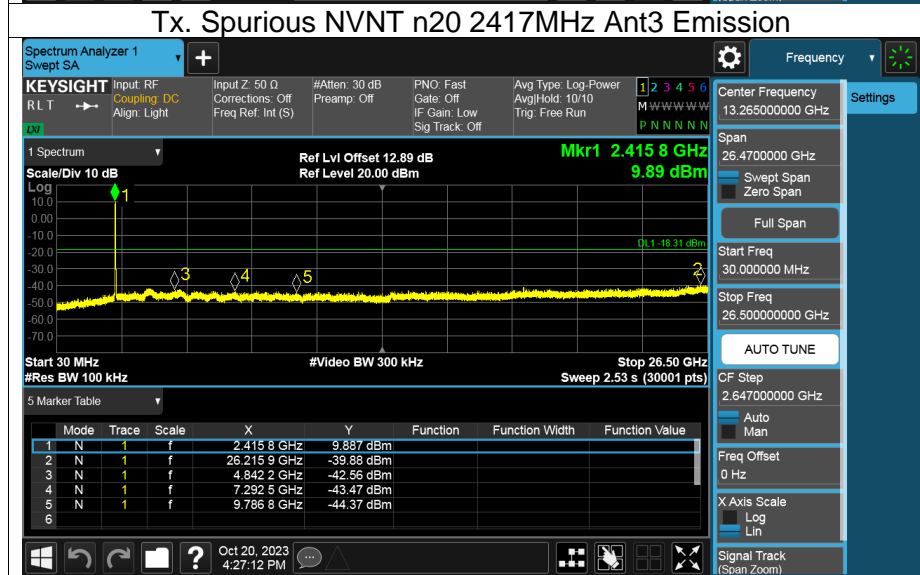 Tx. Spurious NVNT n20 2417MHz Ant3 Emission
Spectrum Analyzer 1
Swept SA
+
Frequency
KEYSIGHT
RLT
LXI
Input: RF
Coupling: DC
Align: Light
Input Z: 50 Ω
Corrections: Off
Freq Ref: Int (S)
#Atten: 30 dB
Preamp: Off
PNO: Fast
Gate: Off
IF Gain: Low
Sig Track: Off
Avg Type: Log-Power
Avg|Hold: 10/10
Trig: Free Run
1 2 3 4 5 6
M W W W W W
P N N N N N
1 Spectrum
Scale/Div 10 dB
Ref Lvl Offset 12.89 dB
Ref Level 20.00 dBm
Mkr1 2.415 8 GHz
9.89 dBm
Log
10.0
0.00
-10.0
-20.0
-30.0
-40.0
-50.0
-60.0
-70.0
1
3
4
5
2
DL1 -18.31 dBm
Start 30 MHz
#Res BW 100 kHz
#Video BW 300 kHz
Stop 26.50 GHz
Sweep 2.53 s (30001 pts)
5 Marker Table
Mode Trace Scale X Y Function Function Width Function Value
1 N 1 f 2.415 8 GHz 9.887 dBm
2 N 1 f 26.215 9 GHz -39.88 dBm
3 N 1 f 4.842 2 GHz -42.56 dBm
4 N 1 f 7.292 5 GHz -43.47 dBm
5 N 1 f 9.786 8 GHz -44.37 dBm
6
?
Oct 20, 2023
4:27:12 PM
Center Frequency
13.265000000 GHz
Settings
Span
26.4700000 GHz
Swept Span
Zero Span
Full Span
Start Freq
30.000000 MHz
Stop Freq
26.500000000 GHz
AUTO TUNE
CF Step
2.647000000 GHz
Auto
Man
Freq Offset
0 Hz
X Axis Scale
Log
Lin
Signal Track
(Span Zoom)